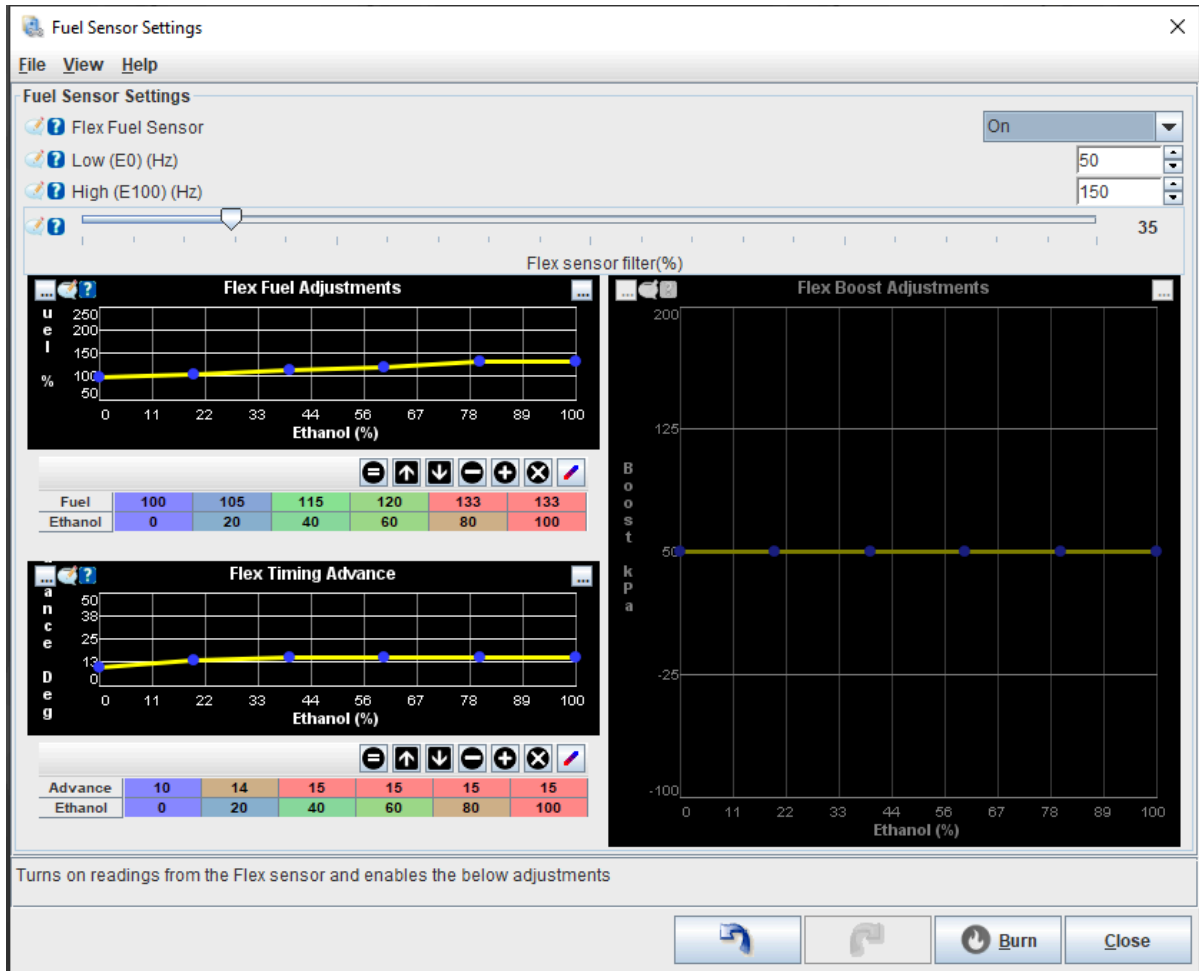 Fuel Sensor Settings
File View Help
Fuel Sensor Settings
Flex Fuel Sensor On
Low (E0) (Hz) 50
High (E100) (Hz) 150
35
Flex sensor filter(%)
Flex Fuel Adjustments
uel %
250
200
150
100
50
0 11 22 33 44 56 67 78 89 100
Ethanol (%)
Fuel 100 105 115 120 133 133
Ethanol 0 20 40 60 80 100
Flex Timing Advance
ance Deg
50
38
25
13
0
0 11 22 33 44 56 67 78 89 100
Ethanol (%)
Advance 10 14 15 15 15 15
Ethanol 0 20 40 60 80 100
Flex Boost Adjustments
Boost kPa
200
125
50
-25
-100
0 11 22 33 44 56 67 78 89 100
Ethanol (%)
Turns on readings from the Flex sensor and enables the below adjustments
Burn Close